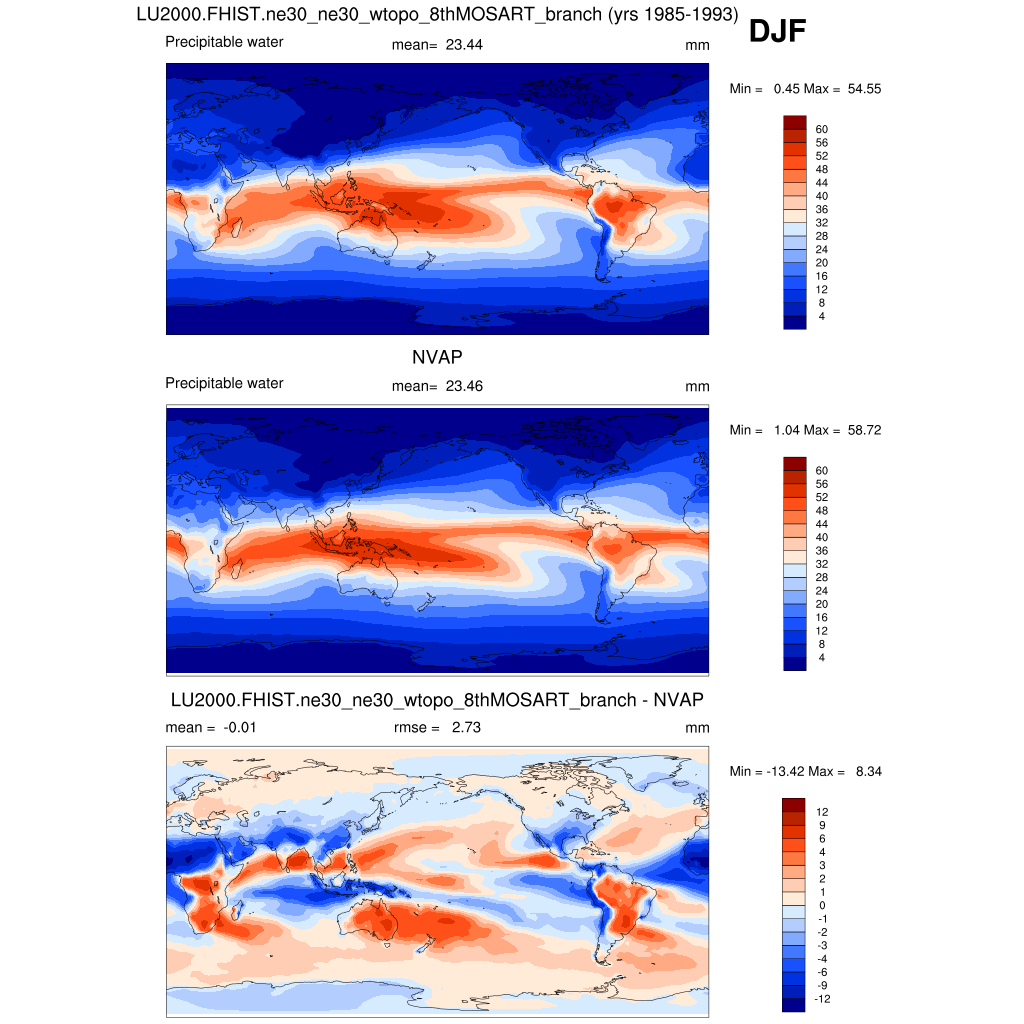 LU2000.FHIST.ne30_ne30_wtopo_8thMOSART_branch (yrs 1985-1993)
DJF
Precipitable water
mean= 23.44
mm
Min = 0.45 Max = 54.55
60
56
52
48
44
40
36
32
28
24
20
16
12
8
4
NVAP
Precipitable water
mean= 23.46
mm
Min = 1.04 Max = 58.72
60
56
52
48
44
40
36
32
28
24
20
16
12
8
4
LU2000.FHIST.ne30_ne30_wtopo_8thMOSART_branch - NVAP
mean = -0.01
rmse = 2.73
mm
Min = -13.42 Max = 8.34
12
9
6
4
3
2
1
0
-1
-2
-3
-4
-6
-9
-12